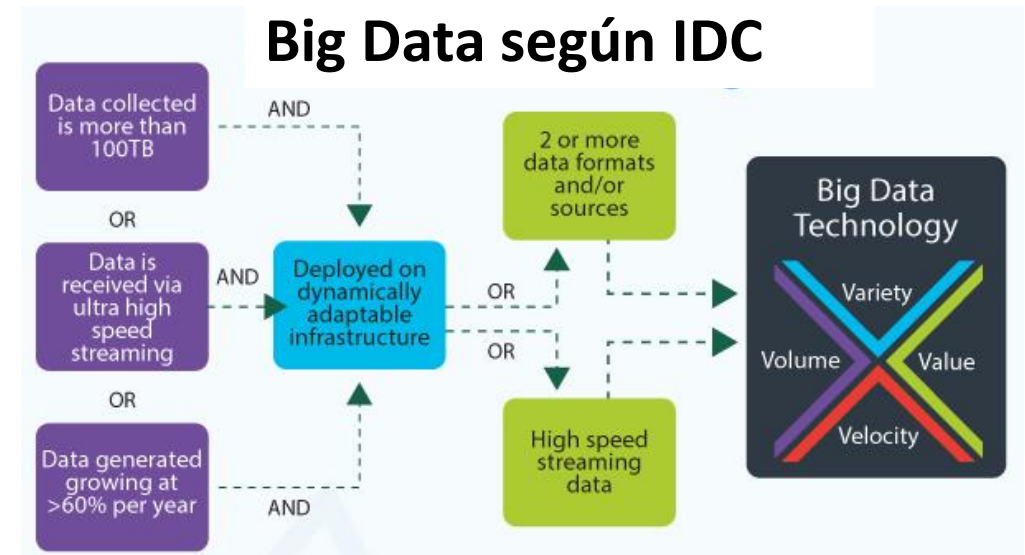 Big Data según IDC
Data collected
is more than
100TB
AND
OR
Data is
received via
ultra high
speed
streaming
AND
OR
Data generated
growing at
>60% per year
AND
Deployed on
dynamically
adaptable
infrastructure
OR
OR
2 or more
data formats
and/or
sources
High speed
streaming
data
Big Data
Technology
Variety
Volume
Value
Velocity